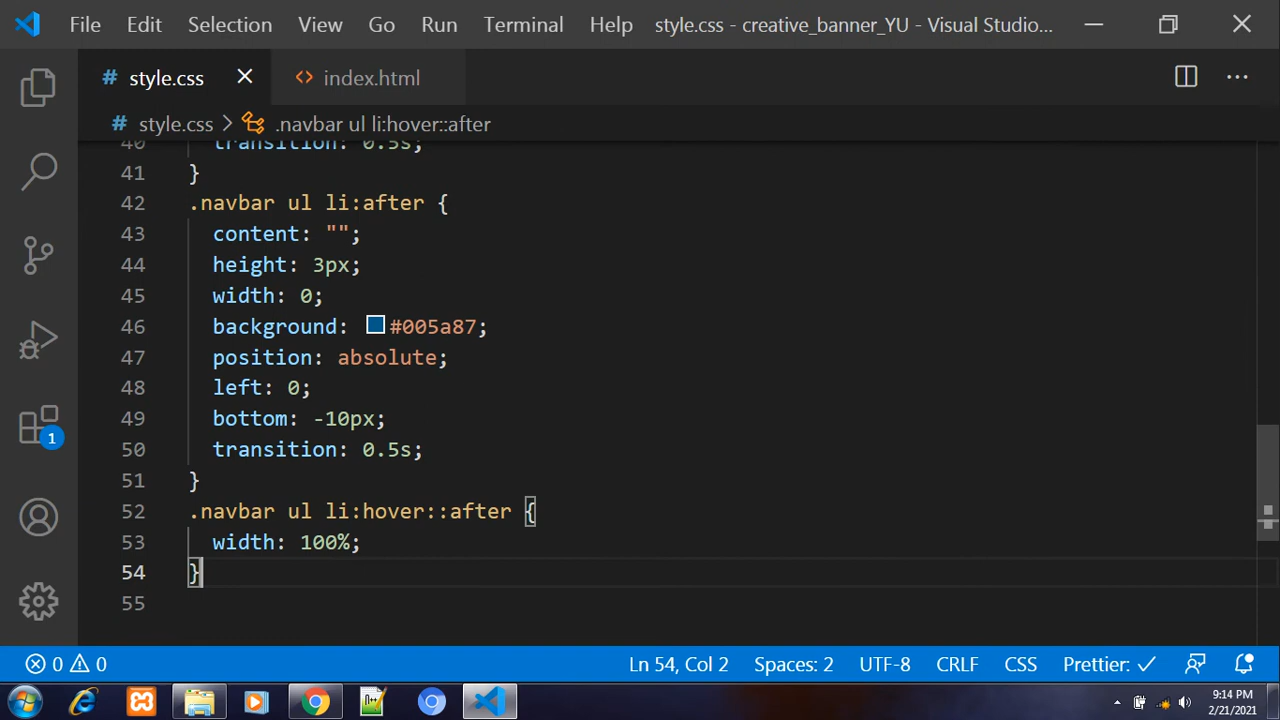 File Edit Selection View Go Run Terminal Help style.css - creative_banner_YU - Visual Studio...
# style.css index.html
# style.css > .navbar ul li:hover::after
40 transition: 0.5s;
41 }
42 .navbar ul li:after {
43 content: "";
44 height: 3px;
45 width: 0;
46 background: #005a87;
47 position: absolute;
48 left: 0;
49 bottom: -10px;
50 transition: 0.5s;
51 }
52 .navbar ul li:hover::after {
53 width: 100%;
54 }
55
1
0 0 Ln 54, Col 2 Spaces: 2 UTF-8 CRLF CSS Prettier: ✓
9:14 PM
2/21/2021